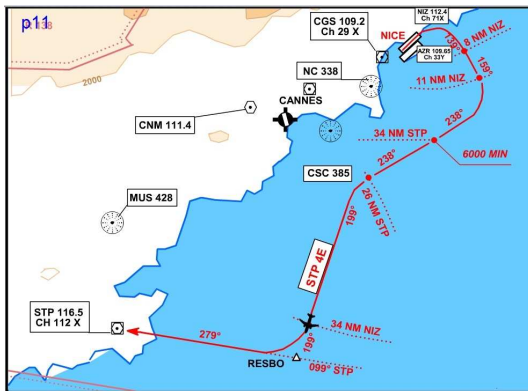 p11
138
2000
CGS 109.2
Ch 29 X
NIZ 112.4
Ch 71X
NICE
AZR 109.65
Ch 33Y
139°
8 NM NIZ
159°
11 NM NIZ
NC 338
CANNES
CNM 111.4
238°
34 NM STP
6000 MIN
238°
CSC 385
26 NM STP
199°
MUS 428
STP 4E
STP 116.5
CH 112 X
34 NM NIZ
279°
199°
RESBO
099° STP